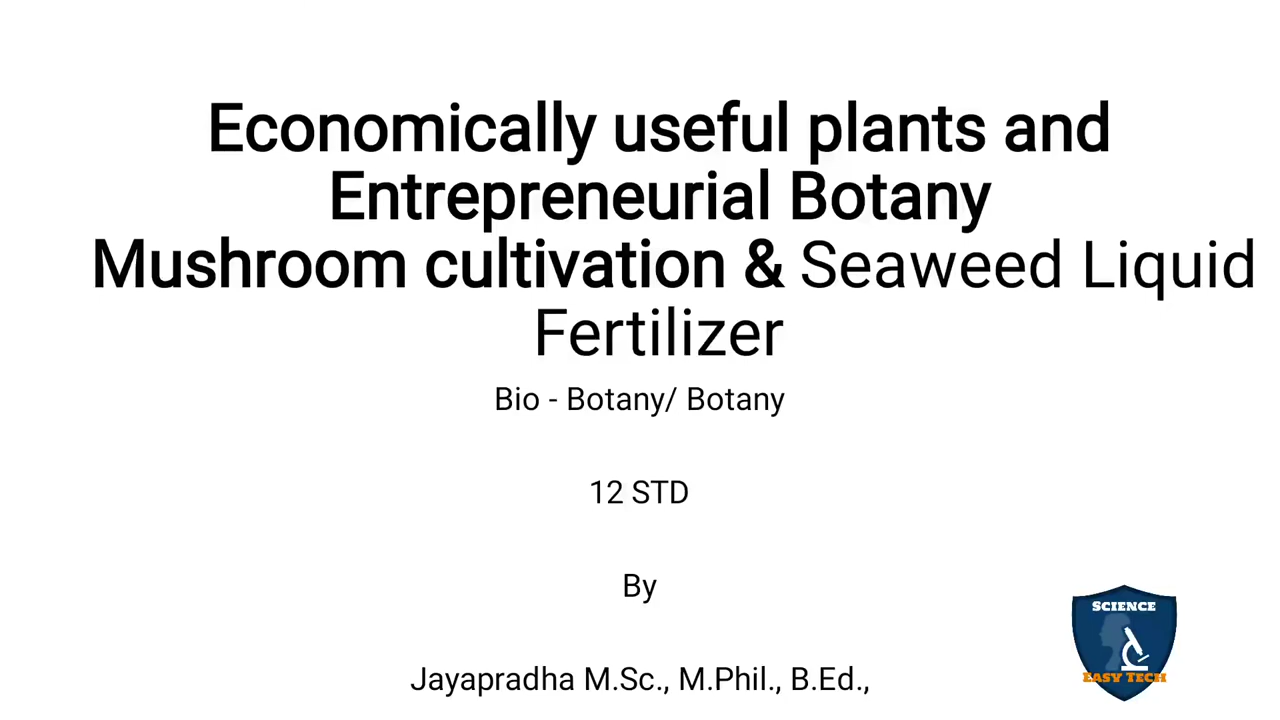 Economically useful plants and
Entrepreneurial Botany
Mushroom cultivation & Seaweed Liquid
Fertilizer
Bio - Botany/ Botany
12 STD
By
Jayapradha M.Sc., M.Phil., B.Ed.,
SCIENCE
EASY TECH